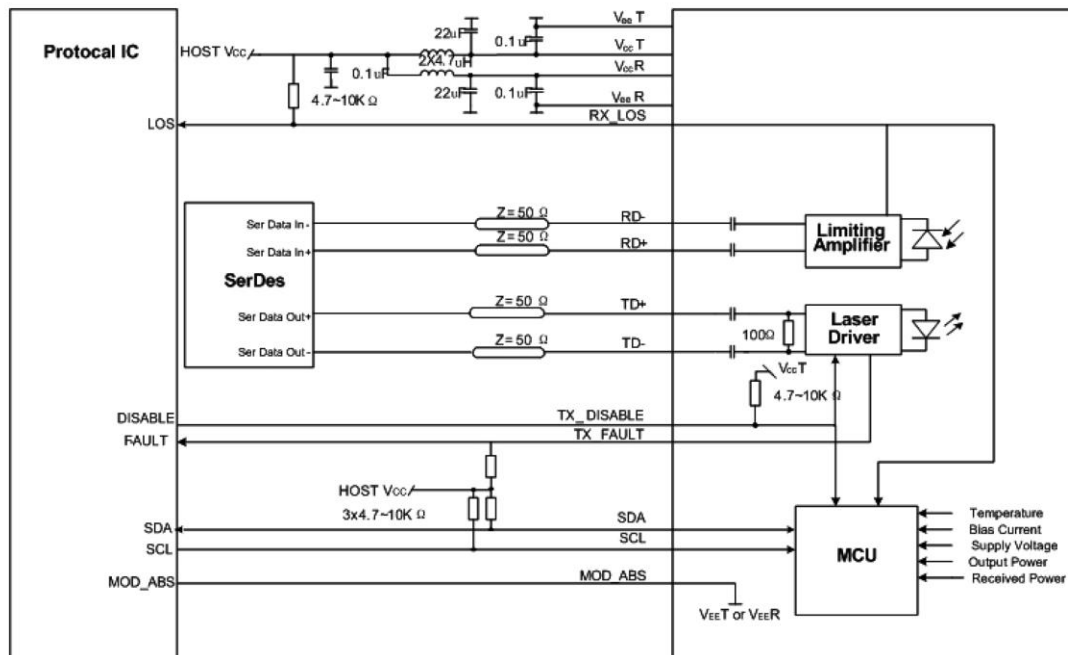 Protocal IC
HOST Vcc
22uF
0.1uF
Vee T
Vcc T
2X4.7uH
0.1uF
VccR
4.7~10K Ω
22uF
0.1uF
Vee R
LOS
RX_LOS
SerDes
Ser Data In -
Z= 50 Ω
RD-
Ser Data In+
Z= 50 Ω
RD+
Limiting
Amplifier
Ser Data Out+
Z= 50 Ω
TD+
Ser Data Out-
Z= 50 Ω
TD-
100Ω
Laser
Driver
VccT
4.7~10K Ω
DISABLE
TX_DISABLE
FAULT
TX_FAULT
HOST Vcc
3x4.7~10K Ω
SDA
SDA
SCL
SCL
MOD_ABS
MOD_ABS
VEET or VEER
MCU
Temperature
Bias Current
Supply Voltage
Output Power
Received Power